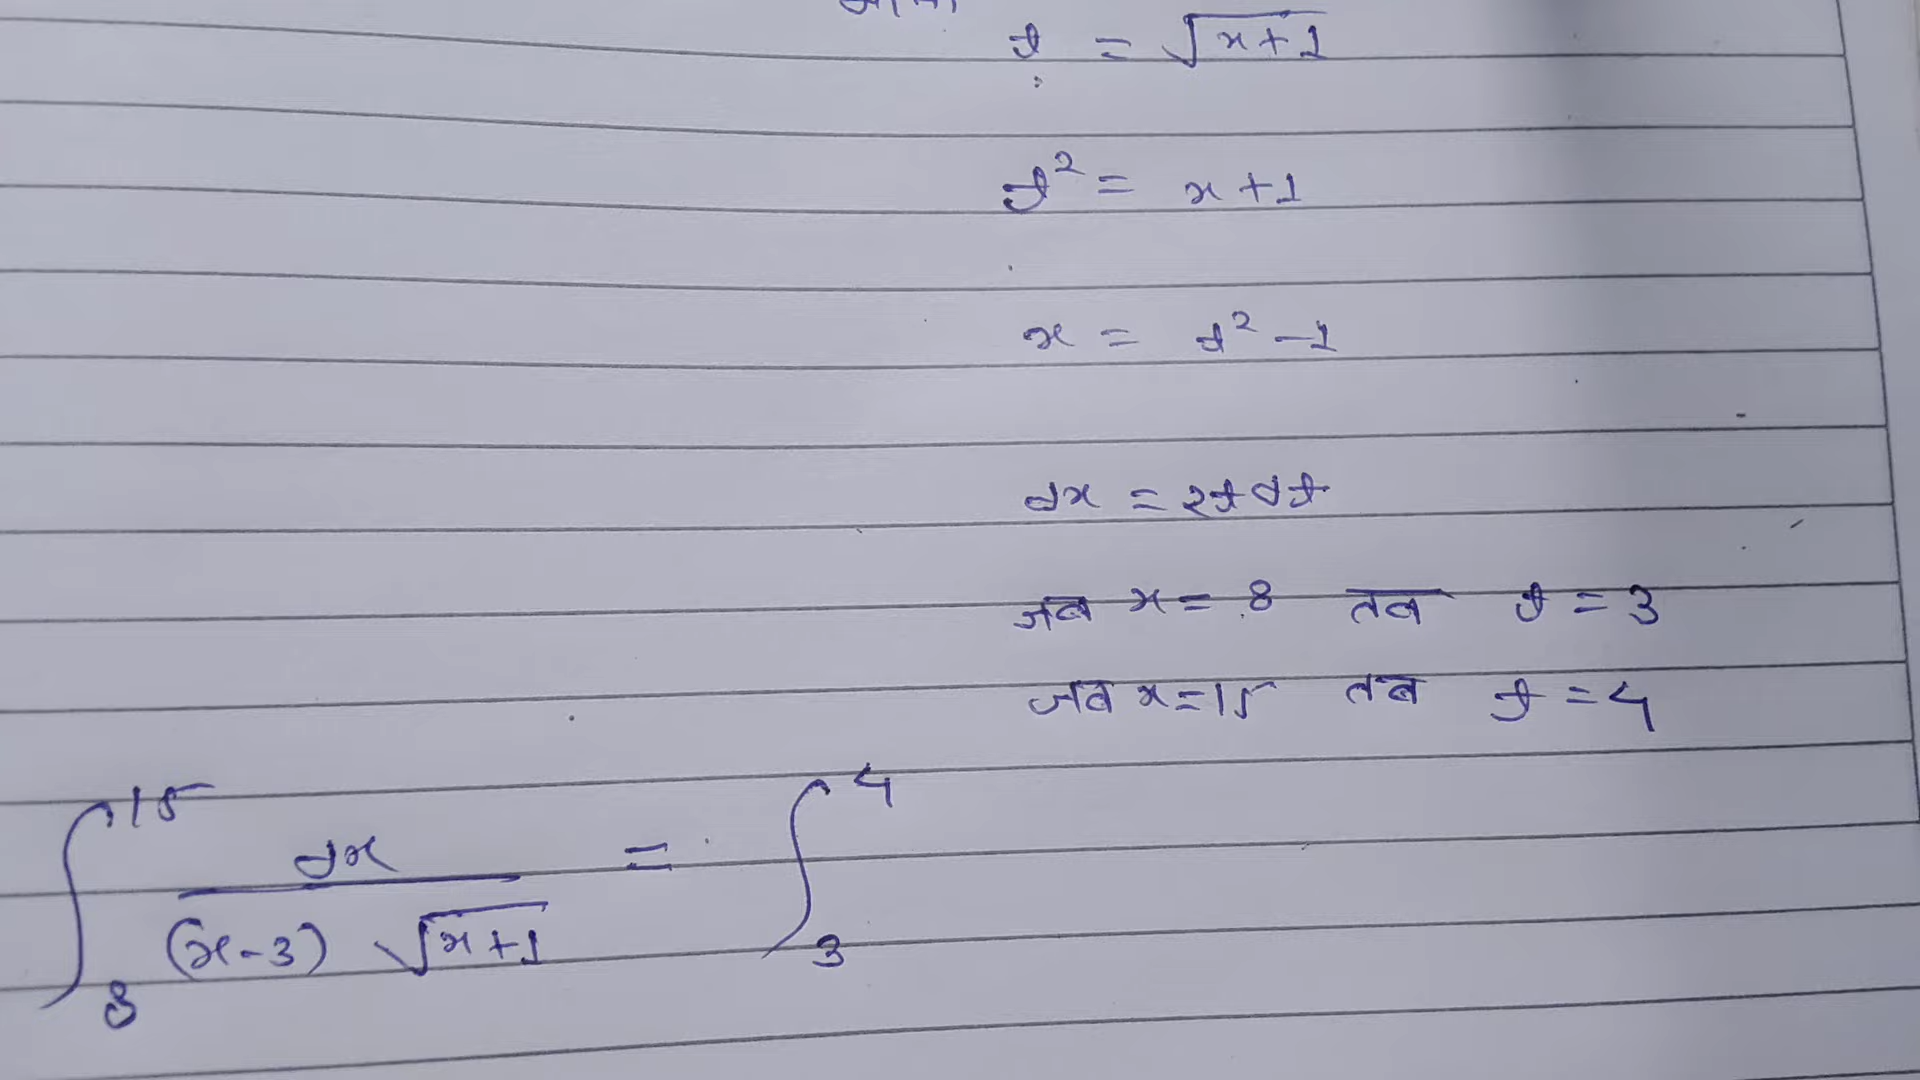 t = √x+1
t² = x+1
x = t² -1
dx = 2t dt
जब x = 8 तब t = 3
जब x=15 तब t = 4
∫₈¹⁵ dx / (x-3) √x+1 = ∫₃⁴